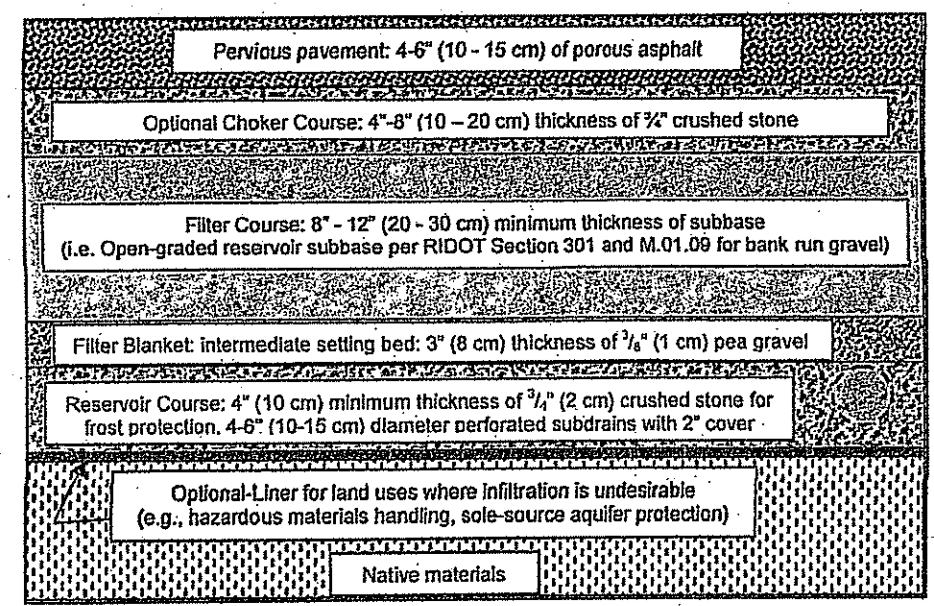 Pervious pavement: 4-6" (10 - 15 cm) of porous asphalt
Optional Choker Course: 4"-8" (10 – 20 cm) thickness of ¾" crushed stone
Filter Course: 8" - 12" (20 - 30 cm) minimum thickness of subbase
(i.e. Open-graded reservoir subbase per RIDOT Section 301 and M.01.09 for bank run gravel)
Filter Blanket: intermediate setting bed: 3" (8 cm) thickness of 3/8" (1 cm) pea gravel
Reservoir Course: 4" (10 cm) minimum thickness of 3/4" (2 cm) crushed stone for
frost protection. 4-6" (10-15 cm) diameter perforated subdrains with 2" cover
Optional-Liner for land uses where infiltration is undesirable
(e.g., hazardous materials handling, sole-source aquifer protection)
Native materials